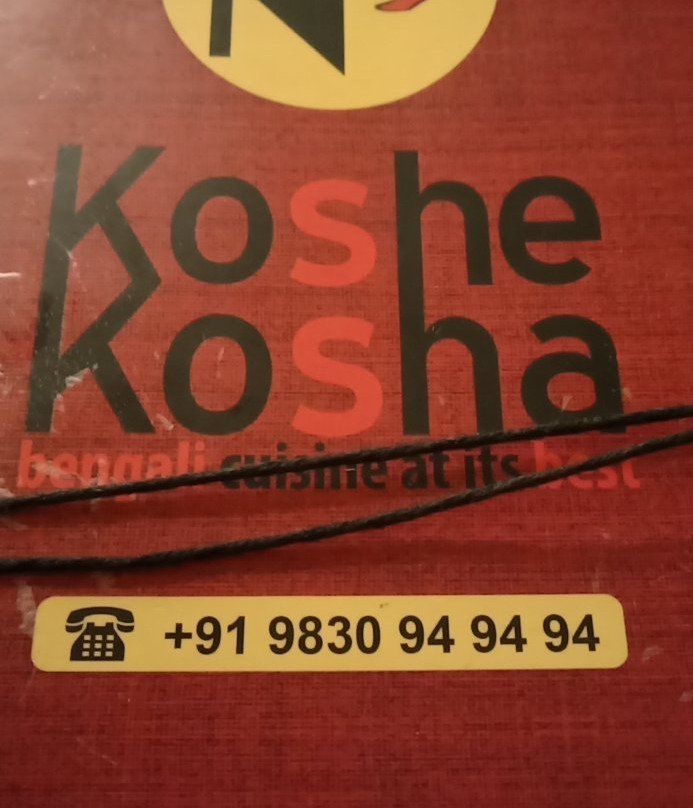 Koshe
Kosha
bengali cuisine at its best
+91 9830 94 94 94